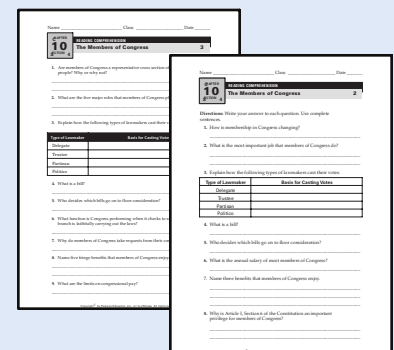 Name Class Date
CHAPTER
10
SECTION 4
READING COMPREHENSION
The Members of Congress 3
1. Are members of Congress a representative cross section of
people? Why or why not?
2. What are the five major roles that members of Congress
3. Explain how the following types of lawmakers cast their
Type of Lawmaker Basis for Casting Votes
Delegate
Trustee
Partisan
Politico
4. What is a bill?
5. Who decides which bills go on to floor consideration?
6. What function is Congress performing when it checks to
branch is faithfully carrying out the laws?
7. Why do members of Congress take requests from their
8. Name five fringe benefits that members of Congress enjoy.
9. What are the limits on congressional pay?
Name Class Date
CHAPTER
10
SECTION 4
READING COMPREHENSION
The Members of Congress 2
Directions: Write your answer to each question. Use complete
sentences.
1. How is membership in Congress changing?
2. What is the most important job that members of Congress do?
3. Explain how the following types of lawmakers cast their votes:
Type of Lawmaker Basis for Casting Votes
Delegate
Trustee
Partisan
Politico
4. What is a bill?
5. Who decides which bills go on to floor consideration?
6. What is the annual salary of most members of Congress?
7. Name three benefits that members of Congress enjoy.
8. Why is Article I, Section 6 of the Constitution an important
privilege for members of Congress?